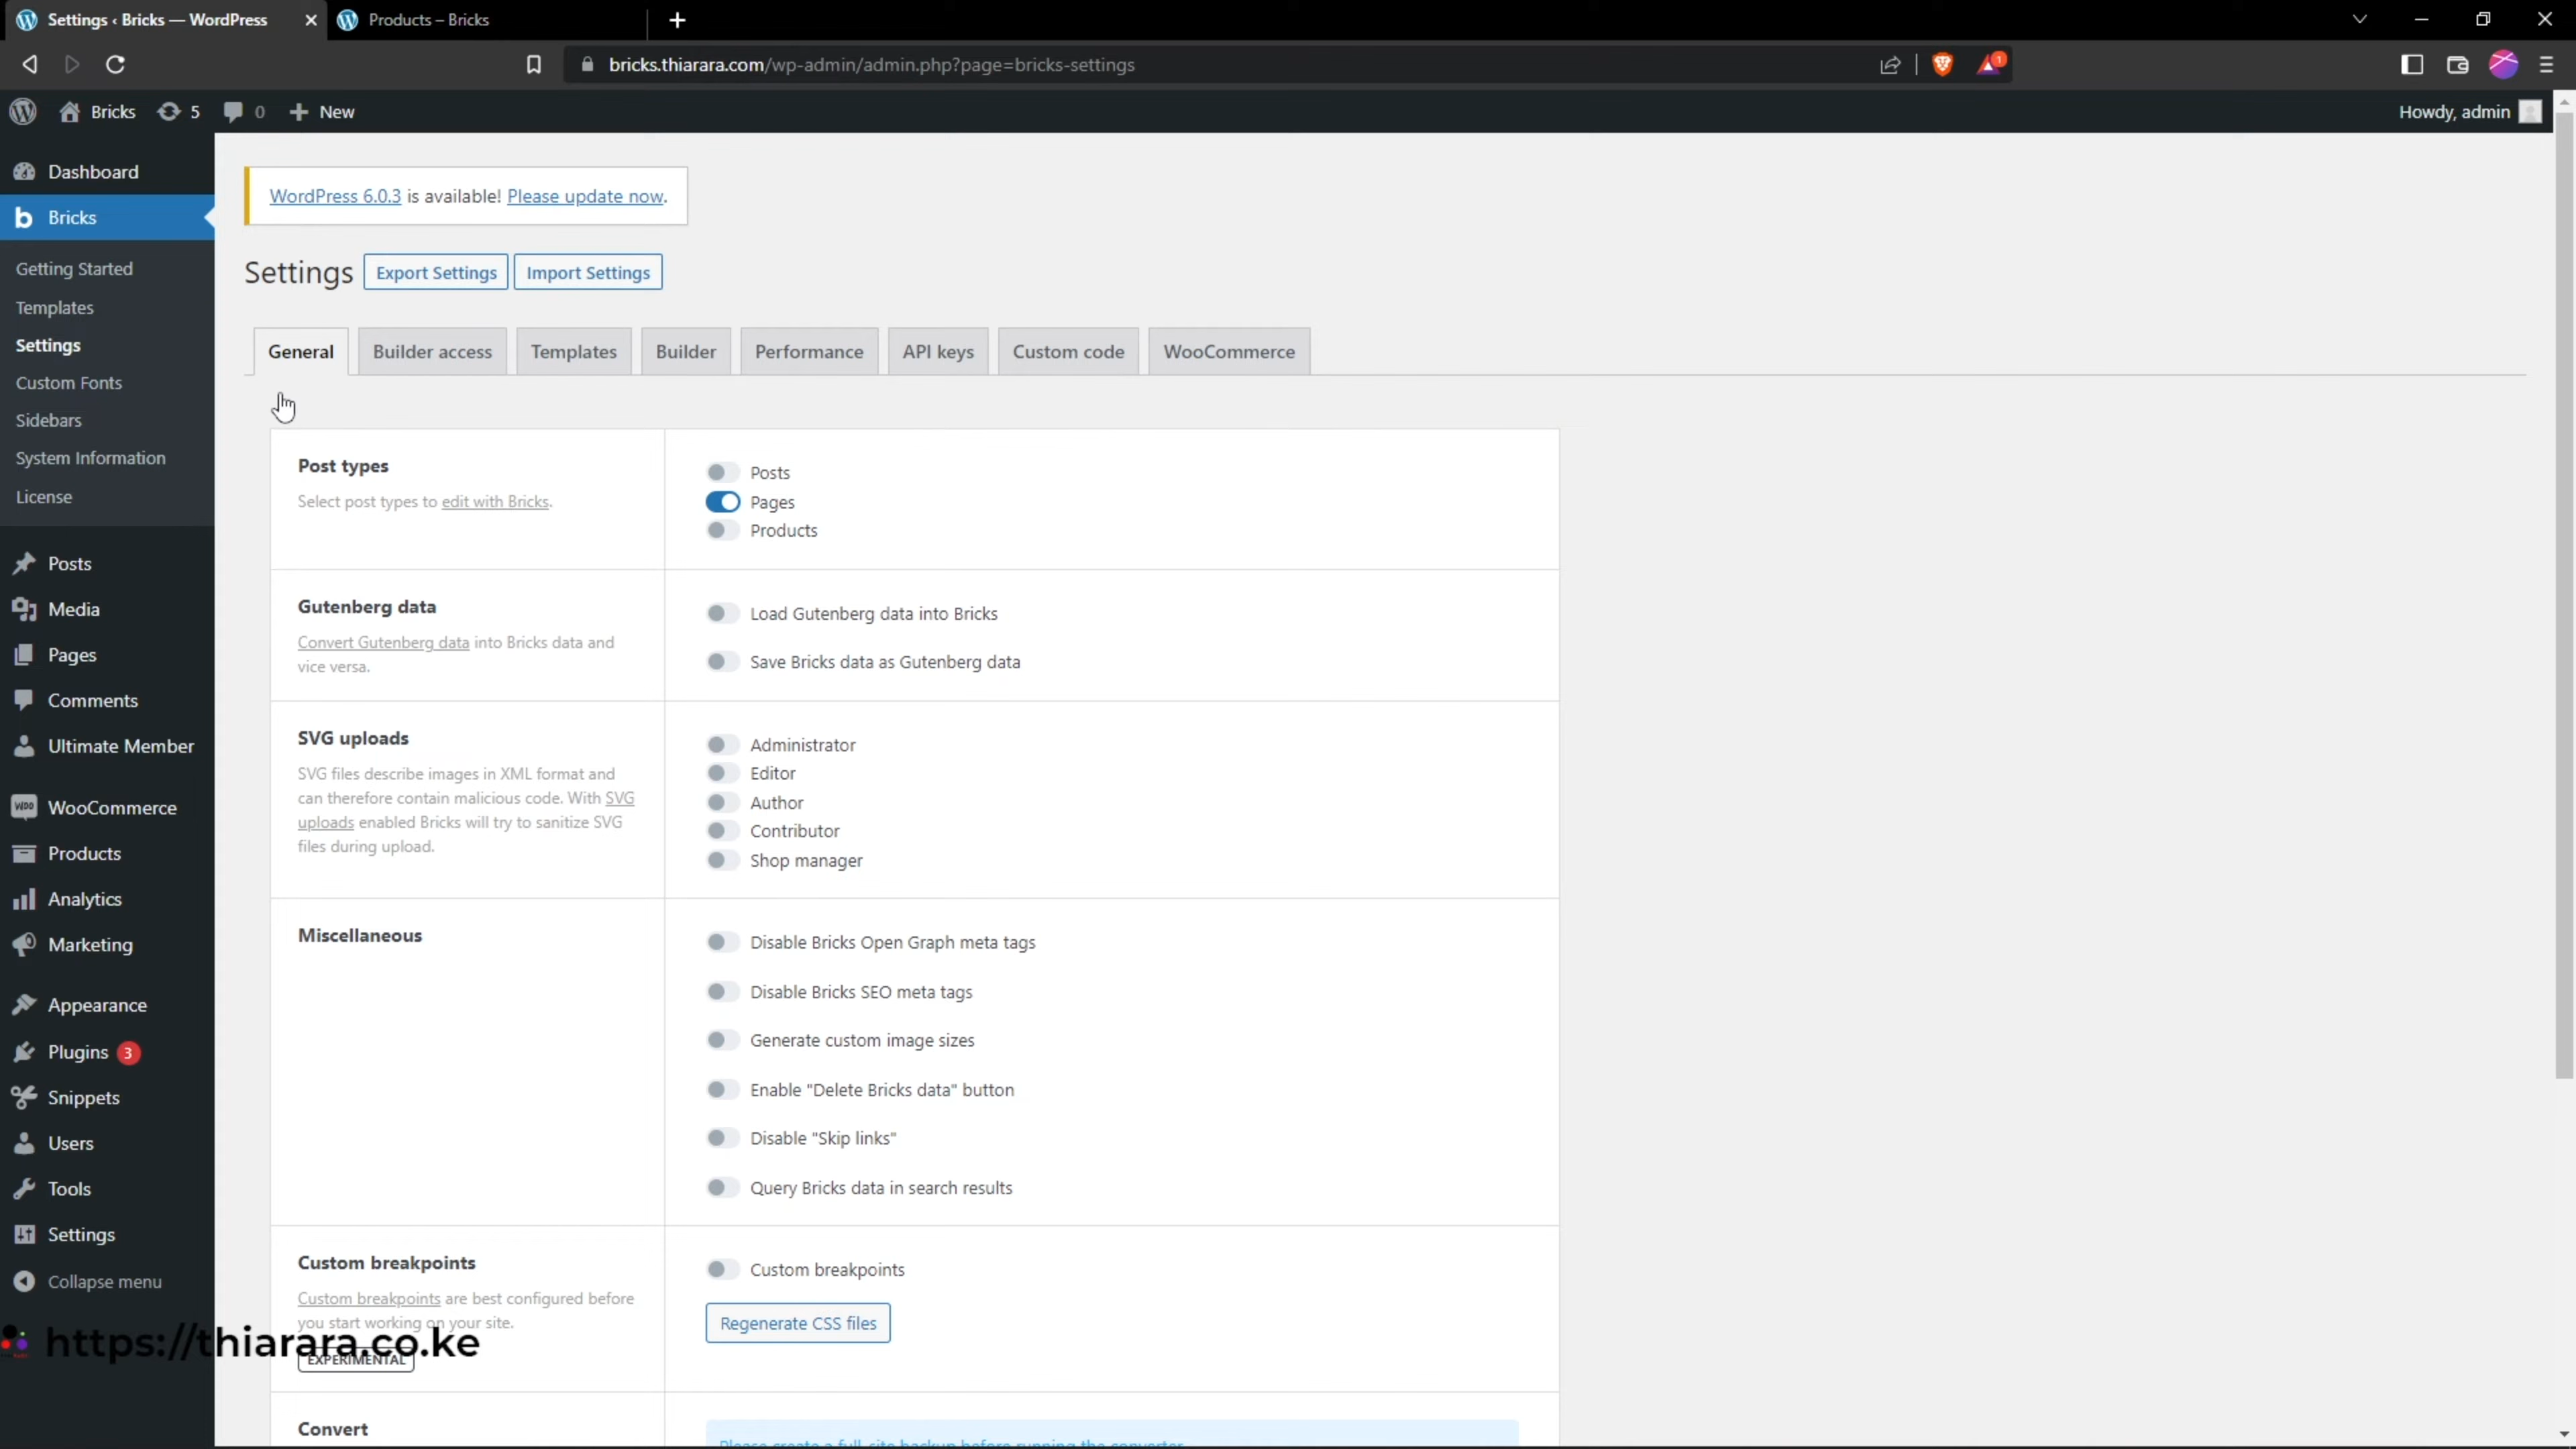 Settings ‹ Bricks — WordPress
Products – Bricks
bricks.thiarara.com/wp-admin/admin.php?page=bricks-settings
1
Bricks
5
0
New
Howdy, admin
Dashboard
Bricks
Getting Started
Templates
Settings
Custom Fonts
Sidebars
System Information
License
Posts
Media
Pages
Comments
Ultimate Member
WooCommerce
Products
Analytics
Marketing
Appearance
Plugins 3
Snippets
Users
Tools
Settings
Collapse menu
WordPress 6.0.3 is available! Please update now.
Settings
Export Settings
Import Settings
General
Builder access
Templates
Builder
Performance
API keys
Custom code
WooCommerce
Post types
Select post types to edit with Bricks.
Posts
Pages
Products
Gutenberg data
Convert Gutenberg data into Bricks data and
vice versa.
Load Gutenberg data into Bricks
Save Bricks data as Gutenberg data
SVG uploads
SVG files describe images in XML format and
can therefore contain malicious code. With SVG
uploads enabled Bricks will try to sanitize SVG
files during upload.
Administrator
Editor
Author
Contributor
Shop manager
Miscellaneous
Disable Bricks Open Graph meta tags
Disable Bricks SEO meta tags
Generate custom image sizes
Enable "Delete Bricks data" button
Disable "Skip links"
Query Bricks data in search results
Custom breakpoints
Custom breakpoints are best configured before
you start working on your site.
EXPERIMENTAL
Custom breakpoints
Regenerate CSS files
https://thiarara.co.ke
Convert
Please create a full-site backup before running the converter